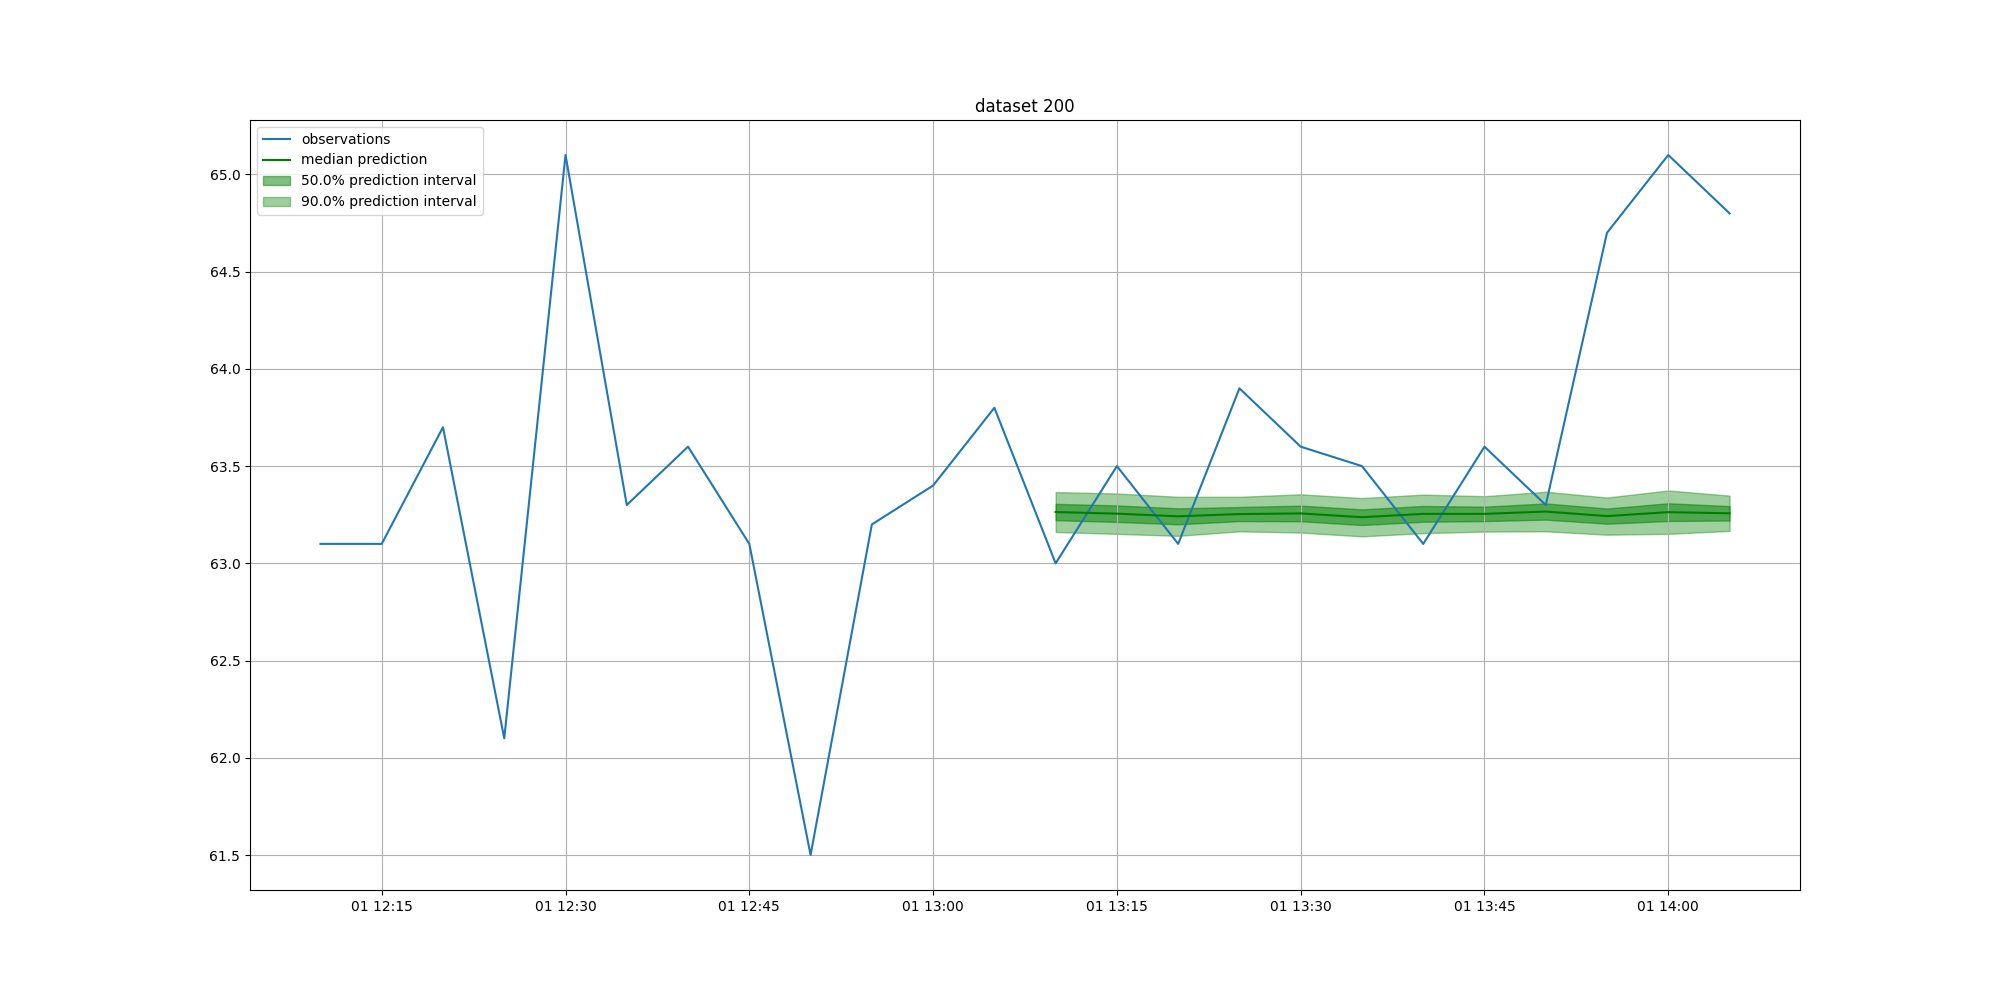 dataset 200
observations
median prediction
50.0% prediction interval
90.0% prediction interval
65.0
64.5
64.0
63.5
63.0
62.5
62.0
61.5
01 12:15 01 12:30 01 12:45 01 13:00 01 13:15 01 13:30 01 13:45 01 14:00